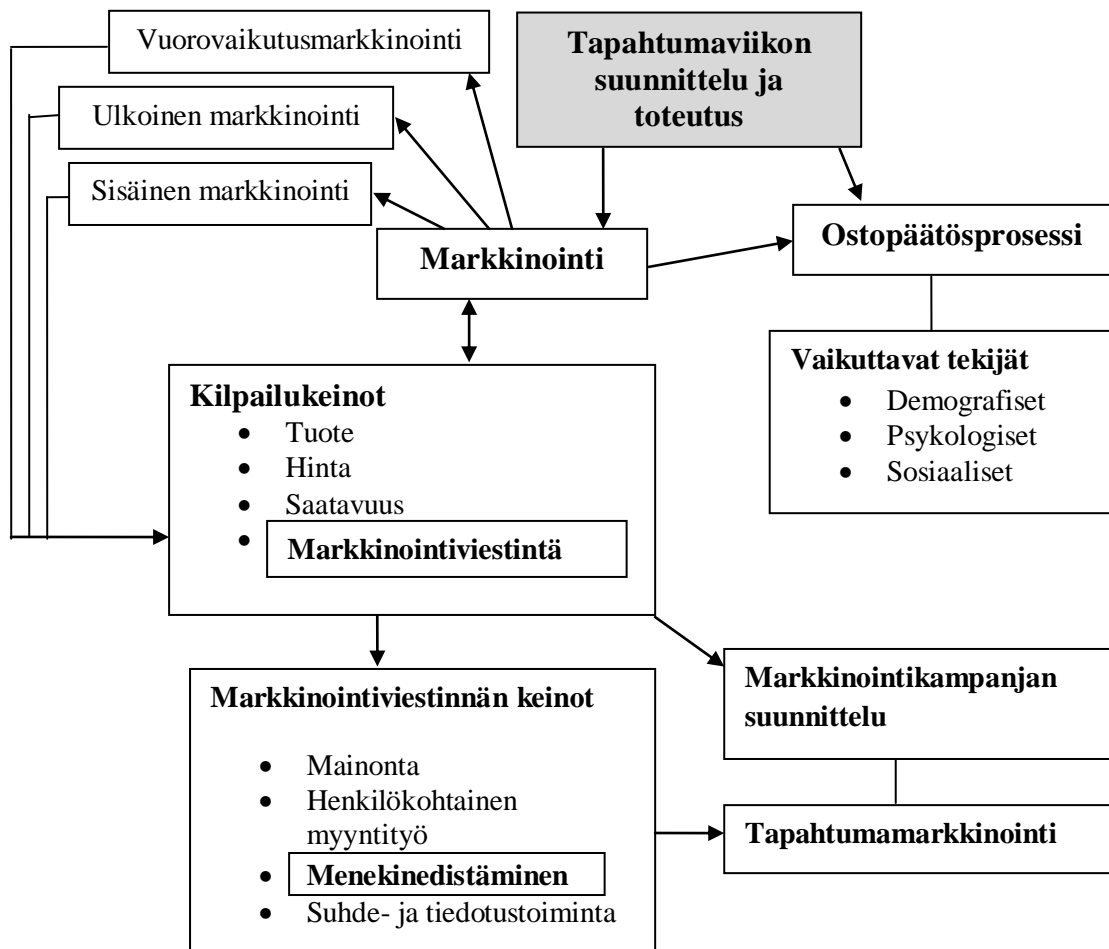 Vuorovaikutusmarkkinointi
Tapahtumaviikon
suunnittelu ja
toteutus
Ulkoinen markkinointi
Sisäinen markkinointi
Markkinointi
Ostopäätösprosessi
Vaikuttavat tekijät
• Demografiset
• Psykologiset
• Sosiaaliset
Kilpailukeinot
• Tuote
• Hinta
• Saatavuus
• Markkinointiviestintä
Markkinointiviestinnän keinot
• Mainonta
• Henkilökohtainen
myyntityö
• Menekinedistäminen
• Suhde- ja tiedotustoiminta
Markkinointikampanjan
suunnittelu
Tapahtumamarkkinointi